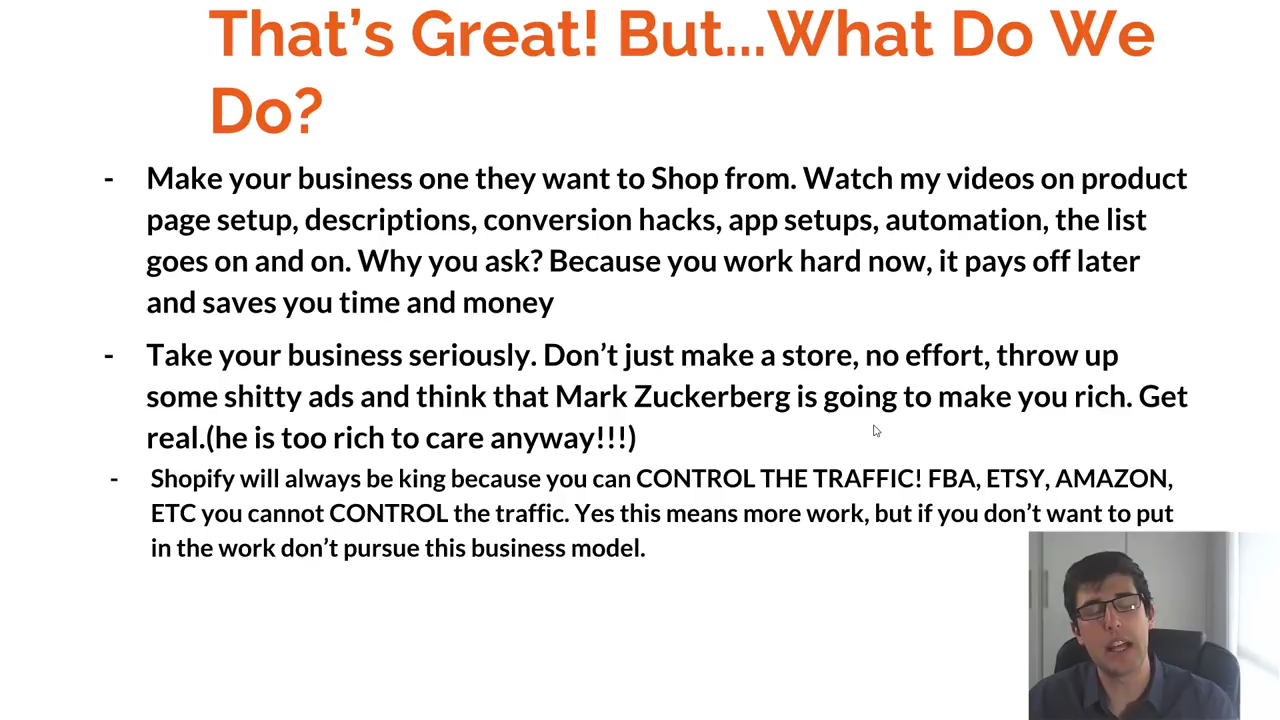 That’s Great! But...What Do We
Do?
- Make your business one they want to Shop from. Watch my videos on product
page setup, descriptions, conversion hacks, app setups, automation, the list
goes on and on. Why you ask? Because you work hard now, it pays off later
and saves you time and money
- Take your business seriously. Don’t just make a store, no effort, throw up
some shitty ads and think that Mark Zuckerberg is going to make you rich. Get
real.(he is too rich to care anyway!!!)
- Shopify will always be king because you can CONTROL THE TRAFFIC! FBA, ETSY, AMAZON,
ETC you cannot CONTROL the traffic. Yes this means more work, but if you don’t want to put
in the work don’t pursue this business model.